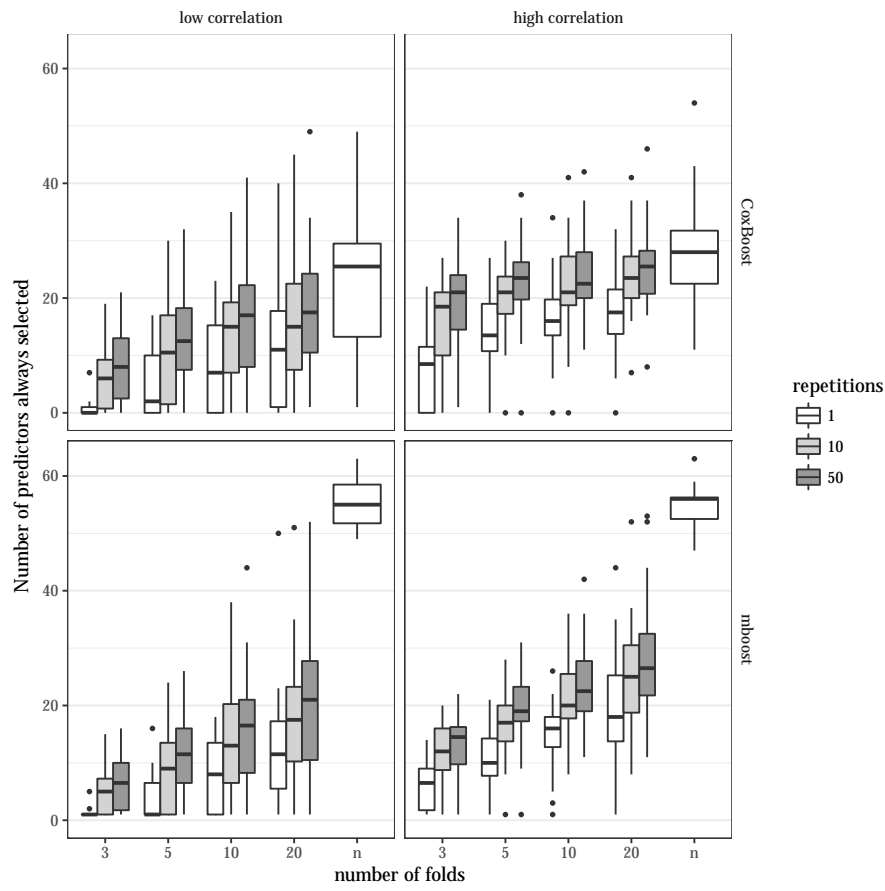 low correlation
high correlation
60
40
20
0
CoxBoost
60
40
20
0
mboost
Number of predictors always selected
3
5
10
20
n
3
5
10
20
n
number of folds
repetitions
1
10
50